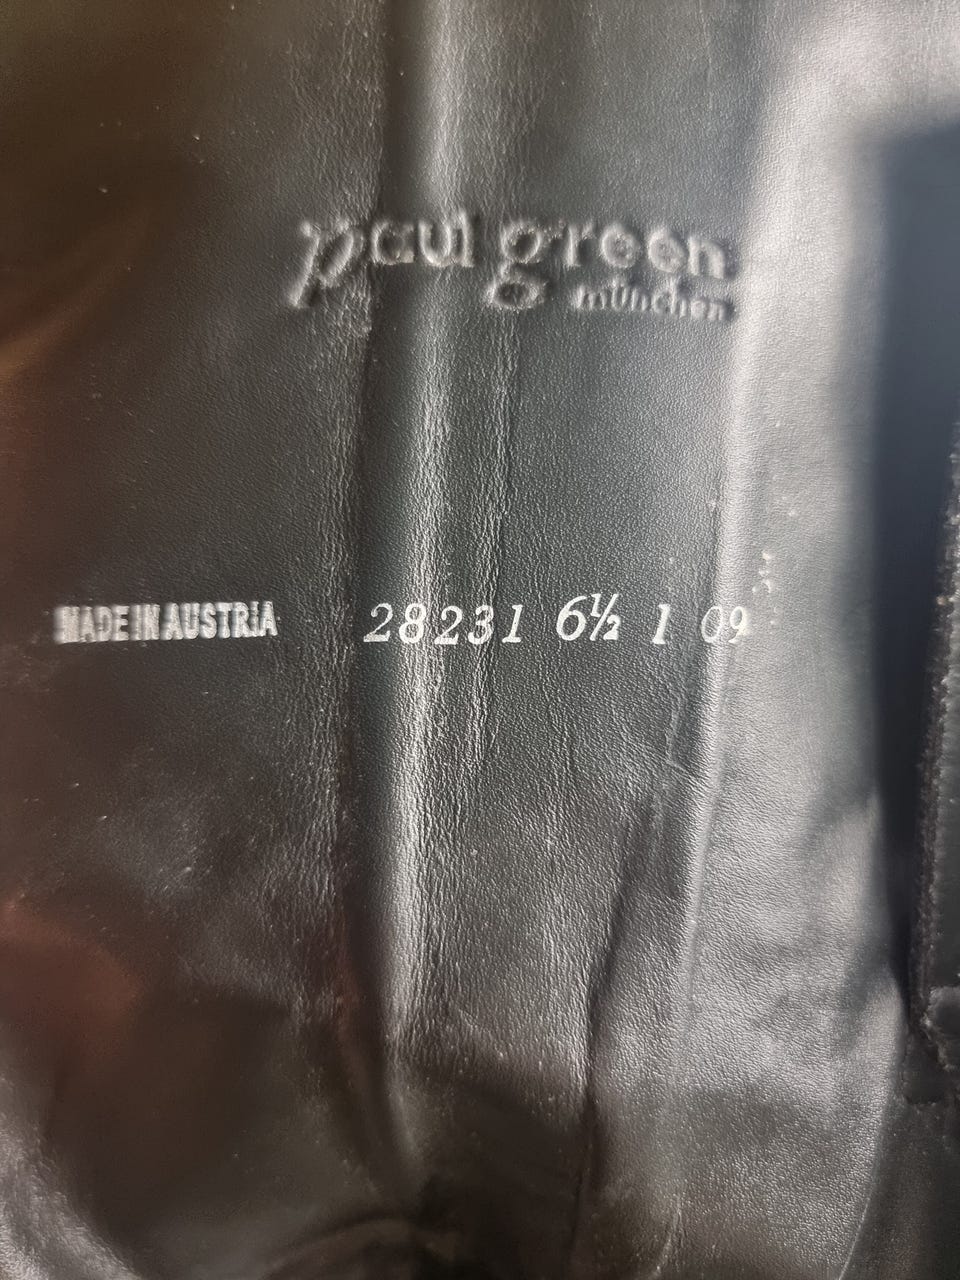 paul green
münchen
MADE IN AUSTRIA 28231 6½ 1 09